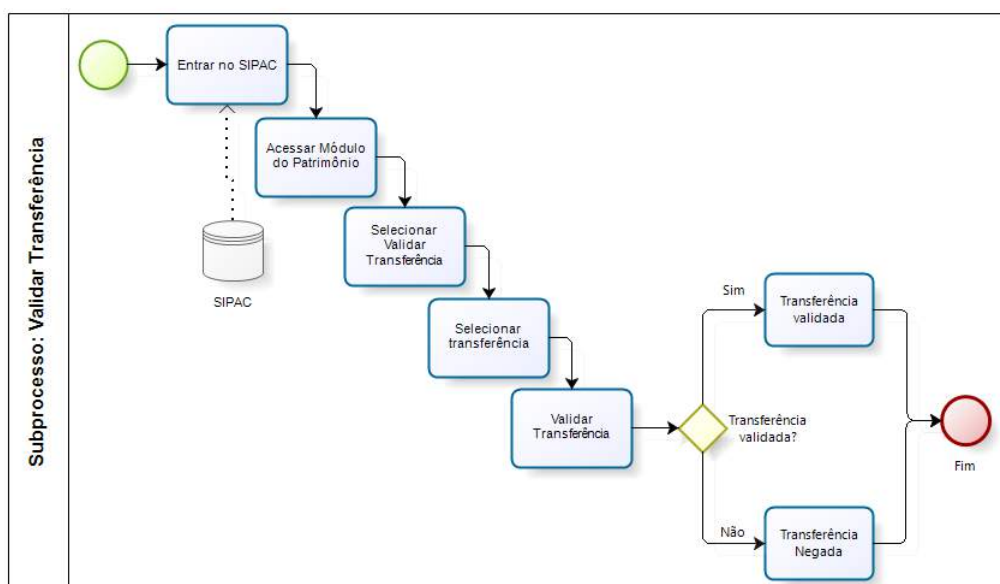 Subprocesso: Validar Transferência
Entrar no SIPAC
Acessar Módulo
do Patrimônio
SIPAC
Selecionar
Validar
Transferência
Selecionar
transferência
Validar
Transferência
Transferência
validada?
Sim
Transferência
validada
Não
Transferência
Negada
Fim